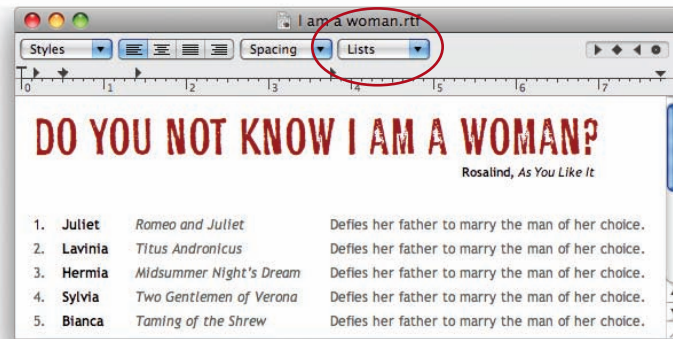 I am a woman.rtf
Styles Spacing Lists
0 1 2 3 4 5 6 7
DO YOU NOT KNOW I AM A WOMAN?
Rosalind, As You Like It
1. Juliet Romeo and Juliet Defies her father to marry the man of her choice.
2. Lavinia Titus Andronicus Defies her father to marry the man of her choice.
3. Hermia Midsummer Night's Dream Defies her father to marry the man of her choice.
4. Sylvia Two Gentlemen of Verona Defies her father to marry the man of her choice.
5. Bianca Taming of the Shrew Defies her father to marry the man of her choice.